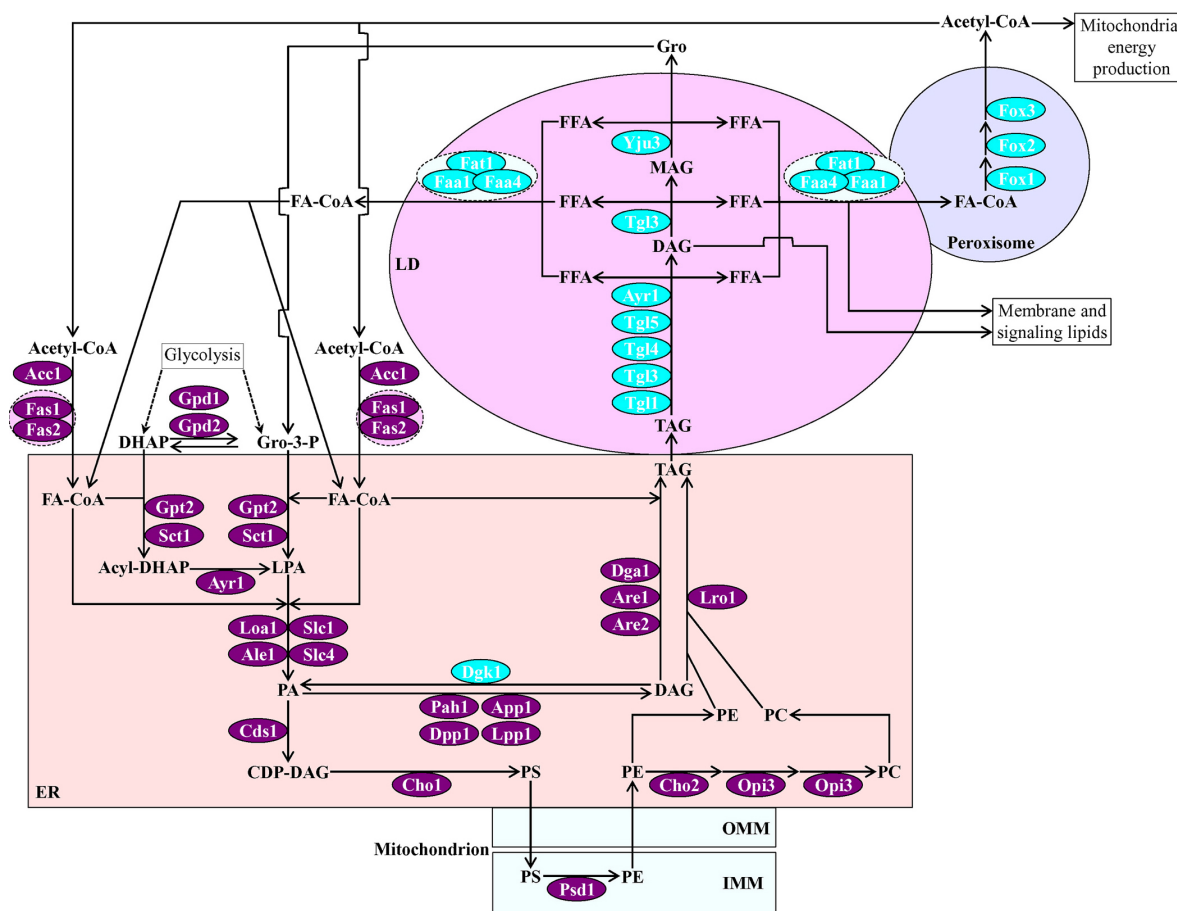 Acetyl-CoA
Mitochondrial
energy
production
Gro
Fox3
Fox2
Fox1
FA-CoA
Peroxisome
FFA
FFA
Yju3
MAG
Fat1
Faa1
Faa4
Fat1
Faa4
Faa1
FA-CoA
FFA
FFA
Tgl3
DAG
LD
FFA
FFA
Ayr1
Tgl5
Tgl4
Tgl3
Tgl1
TAG
Membrane and
signaling lipids
Acetyl-CoA
Glycolysis
Acetyl-CoA
Acc1
Fas1
Fas2
Gpd1
Gpd2
Acc1
Fas1
Fas2
DHAP
Gro-3-P
TAG
FA-CoA
FA-CoA
Gpt2
Sct1
Gpt2
Sct1
Acyl-DHAP
Ayr1
LPA
Dga1
Are1
Are2
Lro1
Loa1
Slc1
Ale1
Slc4
Dgk1
PA
DAG
Pah1
App1
Dpp1
Lpp1
PE
PC
Cds1
CDP-DAG
Cho1
PS
PE
Cho2
Opi3
Opi3
PC
ER
OMM
Mitochondrion
PS
Psd1
PE
IMM